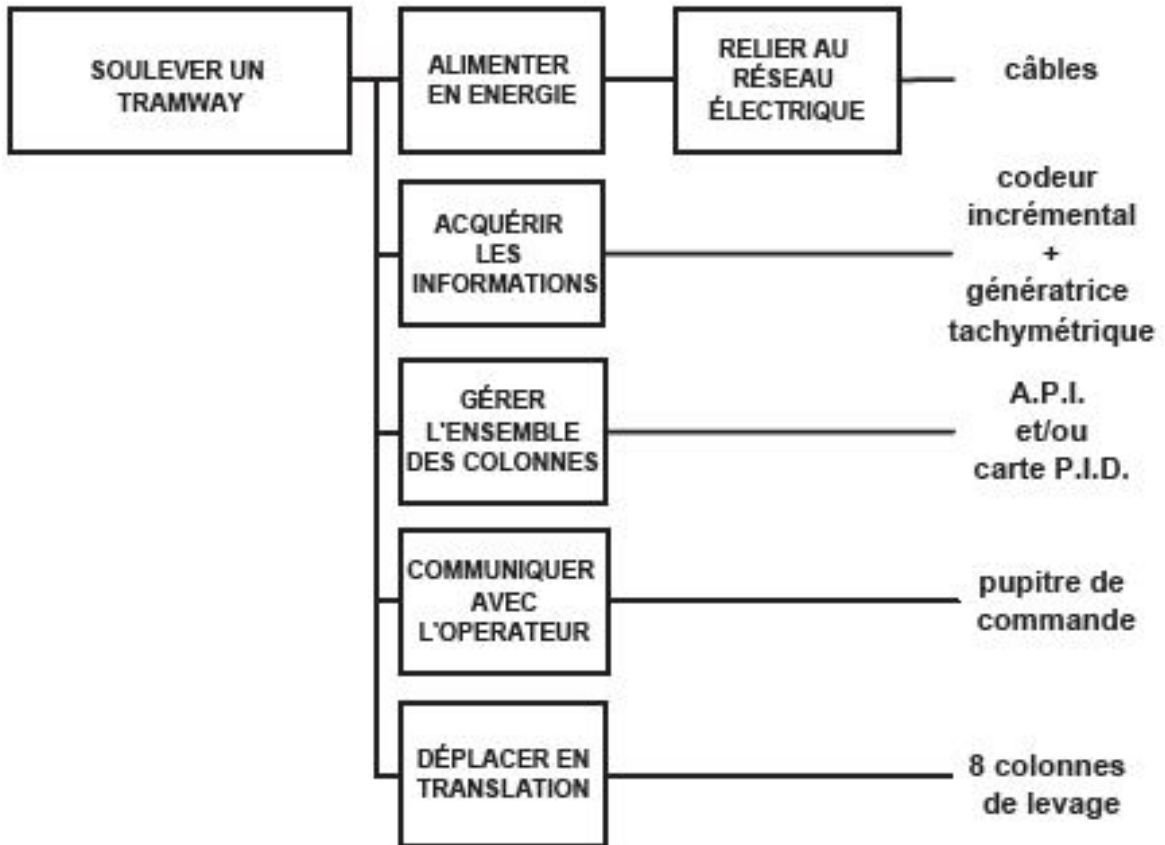 SOULEVER UN
TRAMWAY
ALIMENTER
EN ENERGIE
RELIER AU
RÉSEAU
ÉLECTRIQUE
câbles
ACQUÉRIR
LES
INFORMATIONS
codeur
incrémental
+
génératrice
tachymétrique
GÉRER
L'ENSEMBLE
DES COLONNES
A.P.I.
et/ou
carte P.I.D.
COMMUNIQUER
AVEC
L'OPERATEUR
pupitre de
commande
DÉPLACER EN
TRANSLATION
8 colonnes
de levage